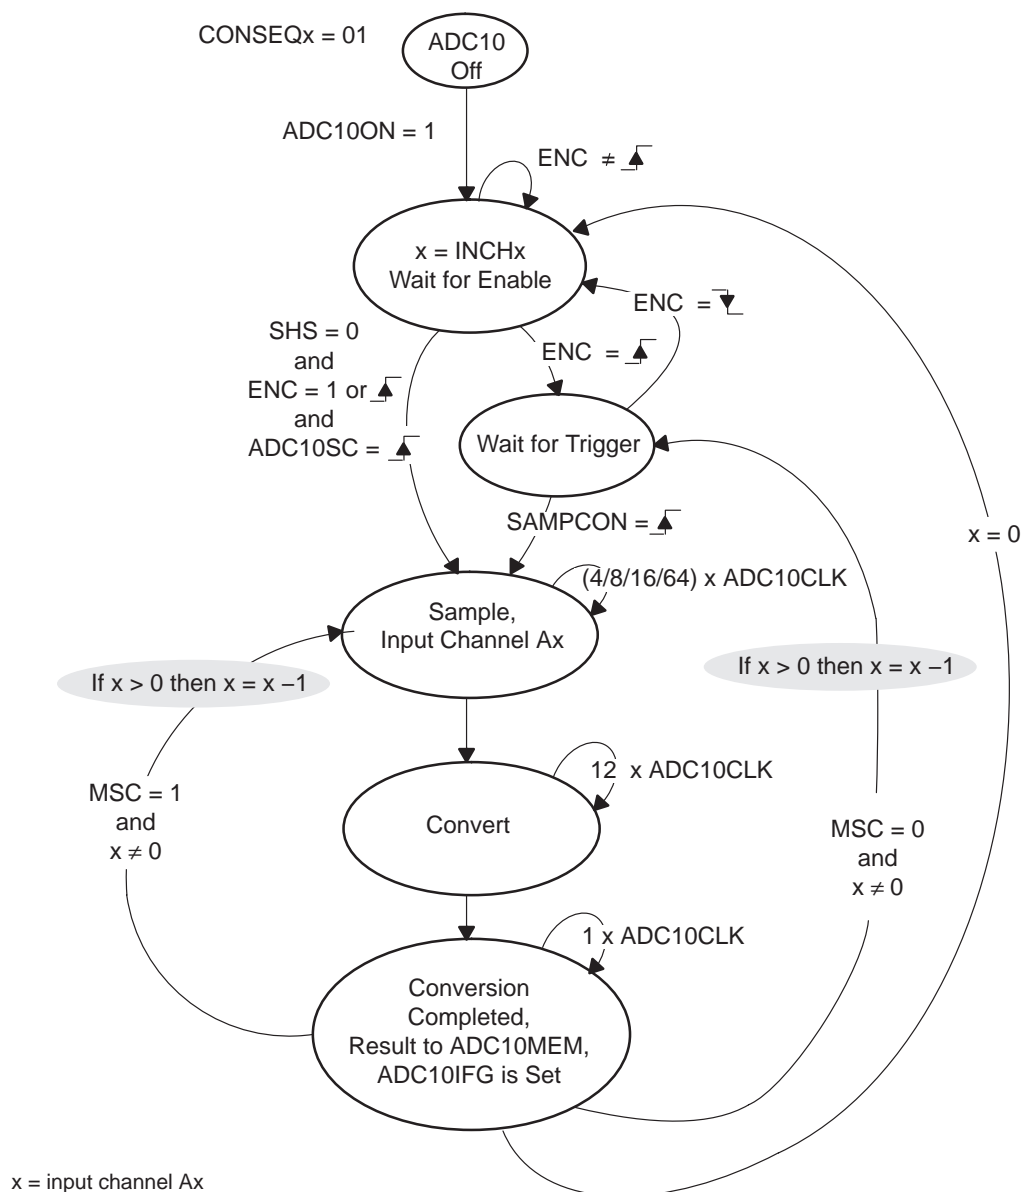 CONSEQx = 01
ADC10
Off
ADC10ON = 1
ENC ≠
x = INCHx
Wait for Enable
ENC =
SHS = 0
and
ENC = 1 or
and
ADC10SC =
ENC =
Wait for Trigger
SAMPCON =
x = 0
(4/8/16/64) x ADC10CLK
Sample,
Input Channel Ax
If x > 0 then x = x −1
If x > 0 then x = x −1
12 x ADC10CLK
MSC = 1
and
x ≠ 0
Convert
MSC = 0
and
x ≠ 0
1 x ADC10CLK
Conversion
Completed,
Result to ADC10MEM,
ADC10IFG is Set
x = input channel Ax